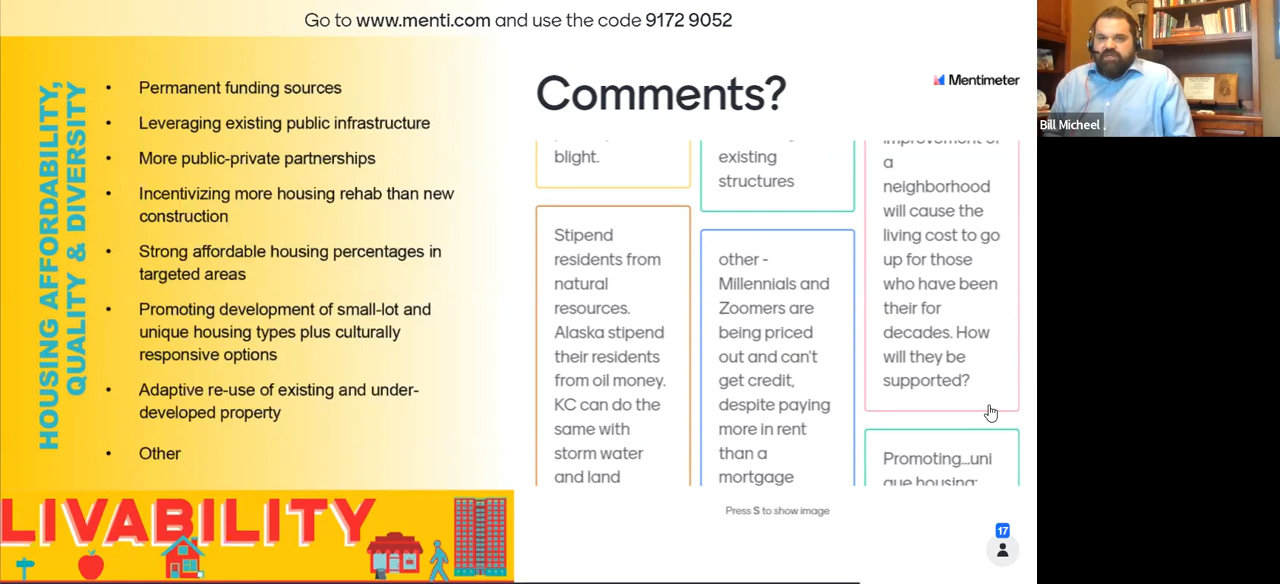 Go to www.menti.com and use the code 9172 9052
HOUSING AFFORDABILITY,
QUALITY & DIVERSITY
• Permanent funding sources
• Leveraging existing public infrastructure
• More public-private partnerships
• Incentivizing more housing rehab than new
construction
• Strong affordable housing percentages in
targeted areas
• Promoting development of small-lot and
unique housing types plus culturally
responsive options
• Adaptive re-use of existing and under-
developed property
• Other
LIVABILITY
Comments?
Mentimeter
blight.
Stipend
residents from
natural
resources.
Alaska stipend
their residents
from oil money.
KC can do the
same with
storm water
and land
existing
structures
other -
Millennials and
Zoomers are
being priced
out and can't
get credit,
despite paying
more in rent
than a
mortgage
improvement of
a
neighborhood
will cause the
living cost to go
up for those
who have been
their for
decades. How
will they be
supported?
Promoting...uni
que housing:
Press S to show image
17
Bill Micheel